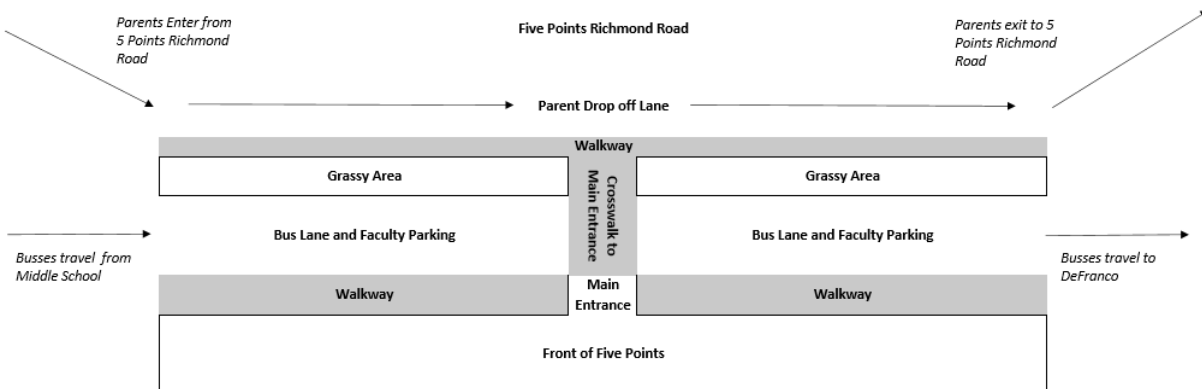 Parents Enter from
5 Points Richmond
Road
Five Points Richmond Road
Parents exit to 5
Points Richmond
Road
Parent Drop off Lane
Walkway
Grassy Area
Crosswalk to
Main Entrance
Grassy Area
Bus Lane and Faculty Parking
Bus Lane and Faculty Parking
Busses travel  from
Middle School
Busses travel to
DeFranco
Walkway
Main
Entrance
Walkway
Front of Five Points